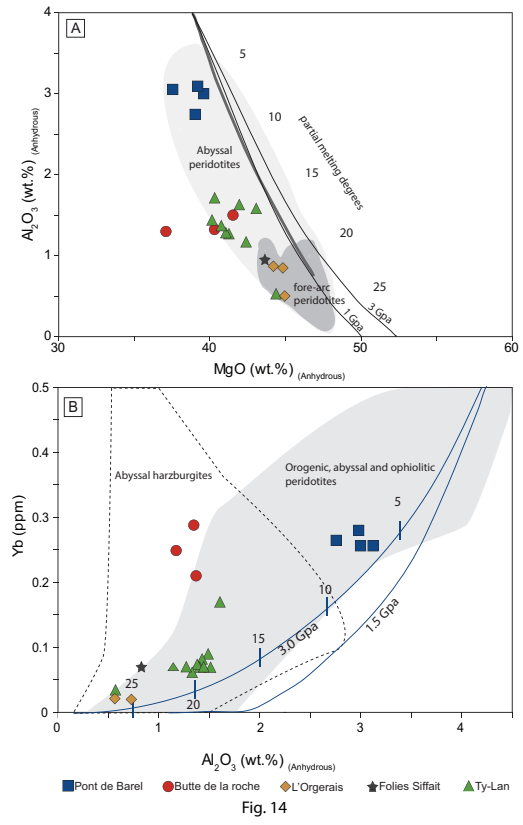 A
4
3
2
1
0
Al₂O₃ (wt.%) (Anhydrous)
5
10
15
20
25
partial melting degrees
Abyssal
peridotites
fore-arc
peridotites
1 Gpa
3 Gpa
30
40
50
60
MgO (wt.%) (Anhydrous)
B
0.5
0.4
0.3
0.2
0.1
0
Yb (ppm)
Abyssal harzburgites
Orogenic, abyssal and ophiolitic
peridotites
5
10
15
20
25
3.0 Gpa
1.5 Gpa
0
1
2
3
4
Al₂O₃ (wt.%) (Anhydrous)
Pont de Barel
Butte de la roche
L'Orgerais
Folies Siffait
Ty-Lan
Fig. 14